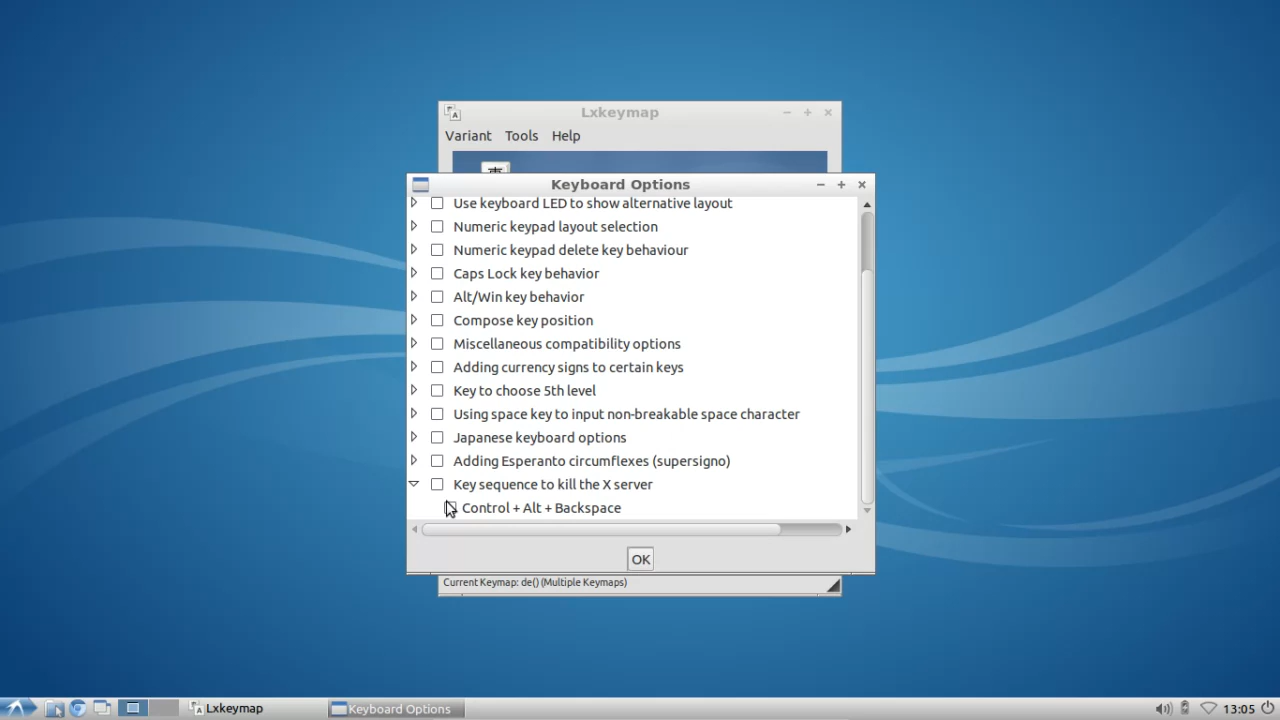 Lxkeymap
Variant Tools Help
Keyboard Options
Use keyboard LED to show alternative layout
Numeric keypad layout selection
Numeric keypad delete key behaviour
Caps Lock key behavior
Alt/Win key behavior
Compose key position
Miscellaneous compatibility options
Adding currency signs to certain keys
Key to choose 5th level
Using space key to input non-breakable space character
Japanese keyboard options
Adding Esperanto circumflexes (supersigno)
Key sequence to kill the X server
Control + Alt + Backspace
OK
Current Keymap: de() (Multiple Keymaps)
Lxkeymap Keyboard Options 13:05